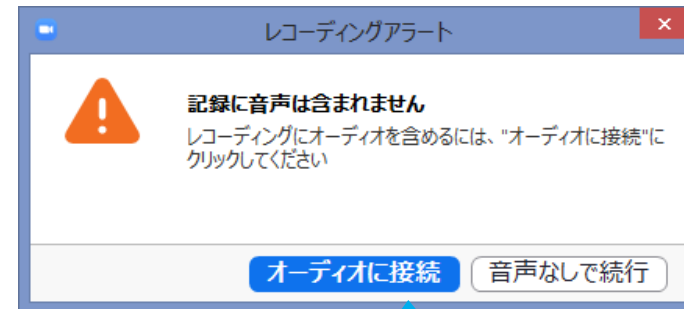 レコーディングアラート
記録に音声は含まれません
レコーディングにオーディオを含めるには、"オーディオに接続"に
クリックしてください
オーディオに接続
音声なしで続行